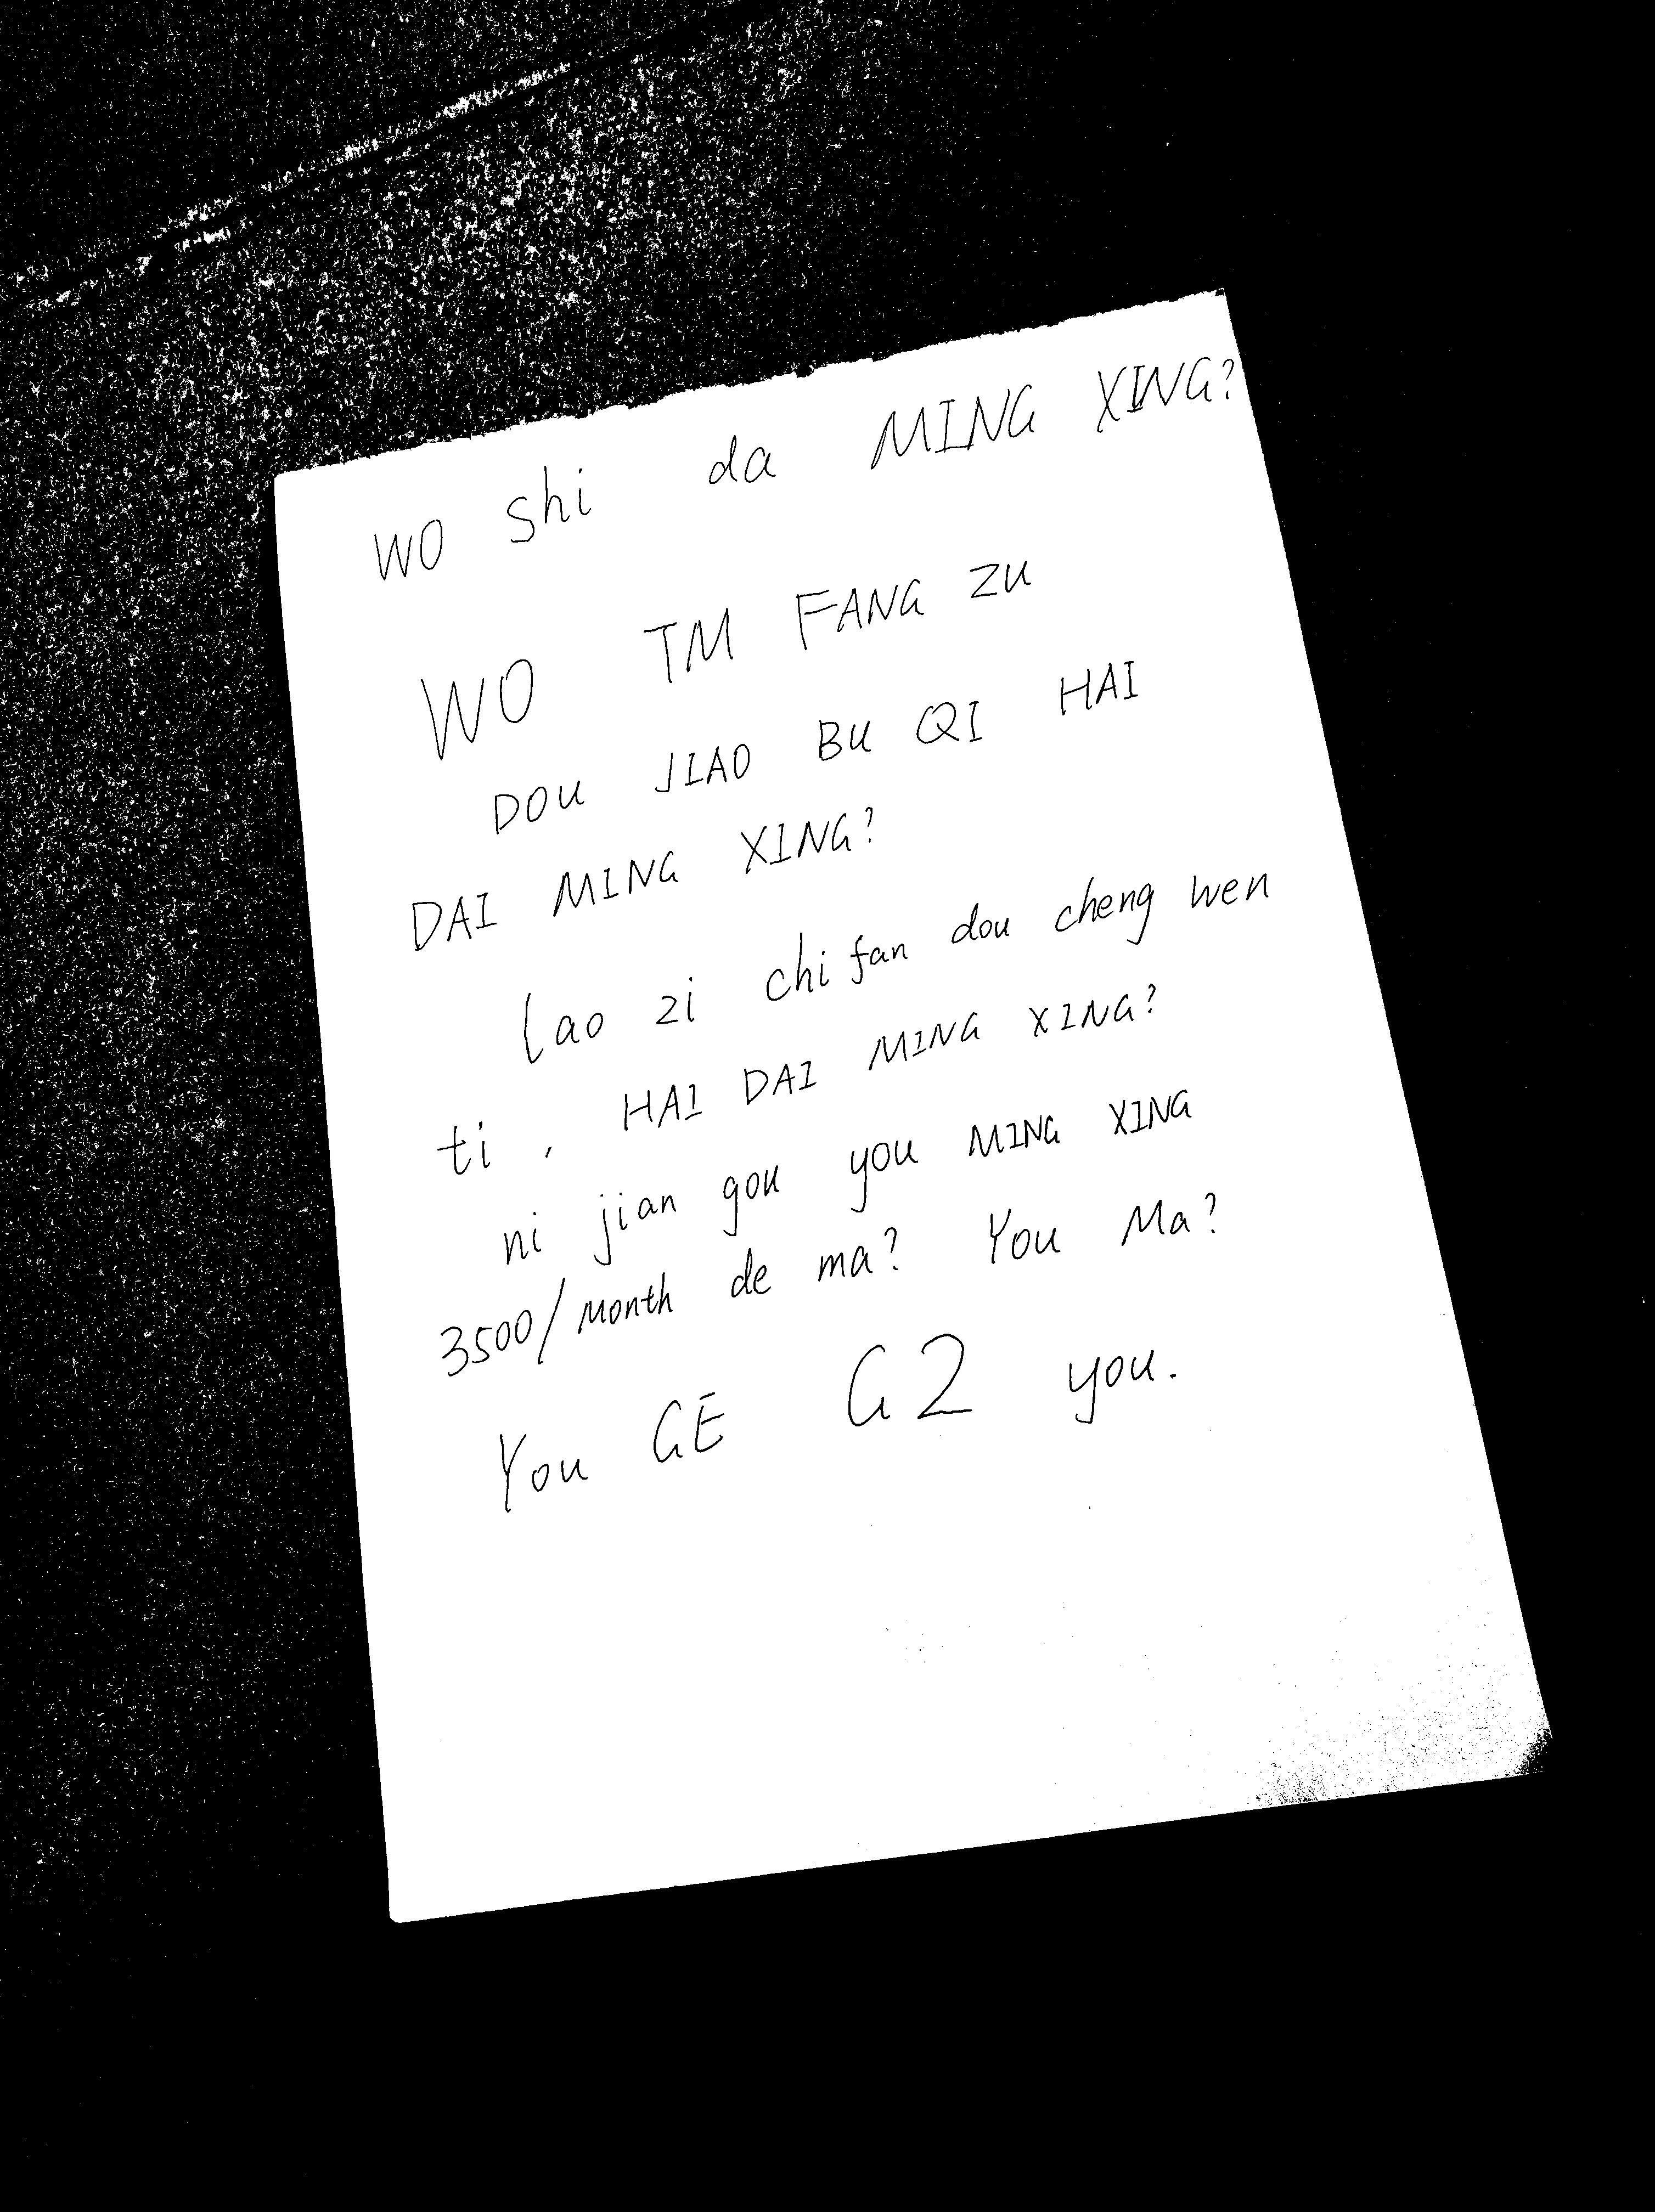 WO Shi da MING XING?
WO TM FANG ZU
DOU JIAO BU QI HAI
DAI MING XING?
lao zi chi fan dou cheng wen
ti , HAI DAI MING XING?
ni jian gou you MING XING
3500/month de ma? You Ma?
You GE G2 you.